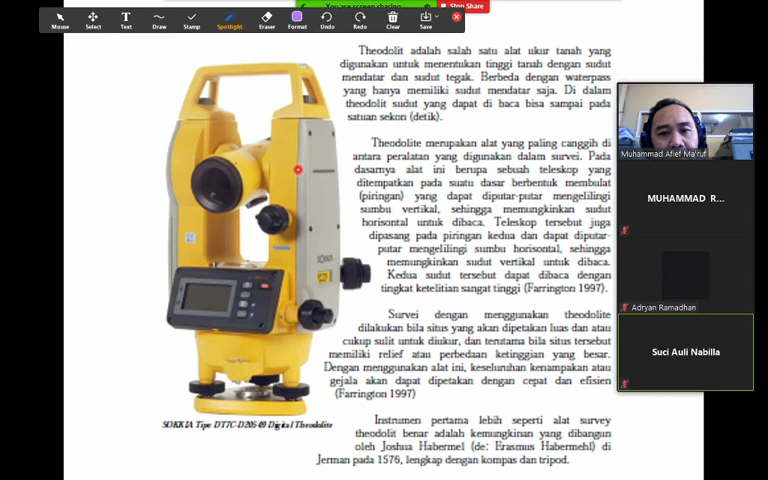 You are screen sharing
Stop Share
Mouse
Select
Text
Draw
Stamp
Spotlight
Eraser
Format
Undo
Redo
Clear
Save
Theodolit adalah salah satu alat ukur tanah yang
digunakan untuk menentukan tinggi tanah dengan sudut
mendatar dan sudut tegak. Berbeda dengan waterpass
yang hanya memiliki sudut mendatar saja. Di dalam
theodolit sudut yang dapat di baca bisa sampai pada
satuan sekon (detik).
Theodolite merupakan alat yang paling canggih di
antara peralatan yang digunakan dalam survei. Pada
dasarnya alat ini berupa sebuah teleskop yang
ditempatkan pada suatu dasar berbentuk membulat
(piringan) yang dapat diputar-putar mengelilingi
sumbu vertikal, sehingga memungkinkan sudut
horisontal untuk dibaca. Teleskop tersebut juga
dipasang pada piringan kedua dan dapat diputar-
putar mengelilingi sumbu horisontal, sehingga
memungkinkan sudut vertikal untuk dibaca.
Kedua sudut tersebut dapat dibaca dengan
tingkat ketelitian sangat tinggi (Farrington 1997).
Survei dengan menggunakan theodolite
dilakukan bila situs yang akan dipetakan luas dan atau
cukup sulit untuk diukur, dan terutama bila situs tersebut
memiliki relief atau perbedaan ketinggian yang besar.
Dengan menggunakan alat ini, keseluruhan kenampakan atau
gejala akan dapat dipetakan dengan cepat dan efisien
(Farrington 1997)
SOKKIA Tipe DT7C-D20549 Digital Theodolite
Instrumen pertama lebih seperti alat survey
theodolit benar adalah kemungkinan yang dibangun
oleh Joshua Habermel (de: Erasmus Habermehl) di
Jerman pada 1576, lengkap dengan kompas dan tripod.
Muhammad Afief Ma'ruf
MUHAMMAD R...
Adryan Ramadhan
Suci Auli Nabilla